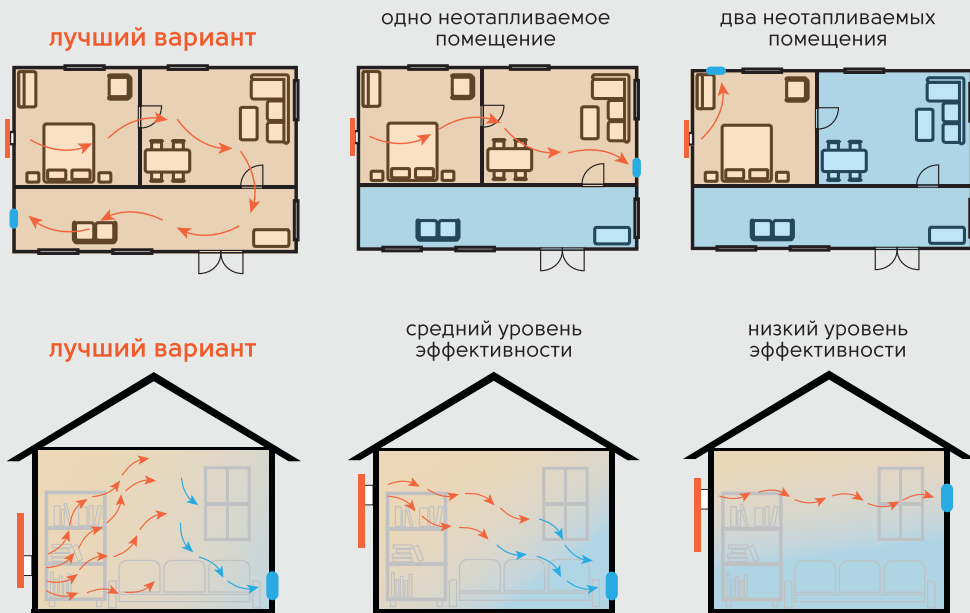 лучший вариант
одно неотапливаемое
помещение
два неотапливаемых
помещения
лучший вариант
средний уровень
эффективности
низкий уровень
эффективности